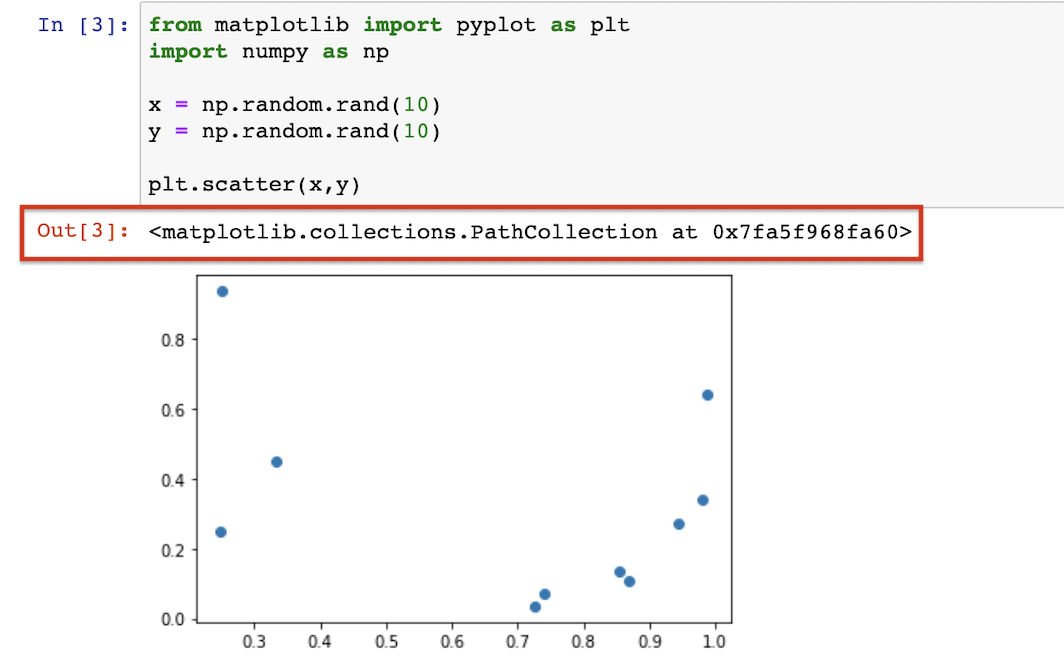 In [3]: from matplotlib import pyplot as plt
import numpy as np
x = np.random.rand(10)
y = np.random.rand(10)
plt.scatter(x,y)
Out[3]: <matplotlib.collections.PathCollection at 0x7fa5f968fa60>
0.8
0.6
0.4
0.2
0.0
0.3 0.4 0.5 0.6 0.7 0.8 0.9 1.0